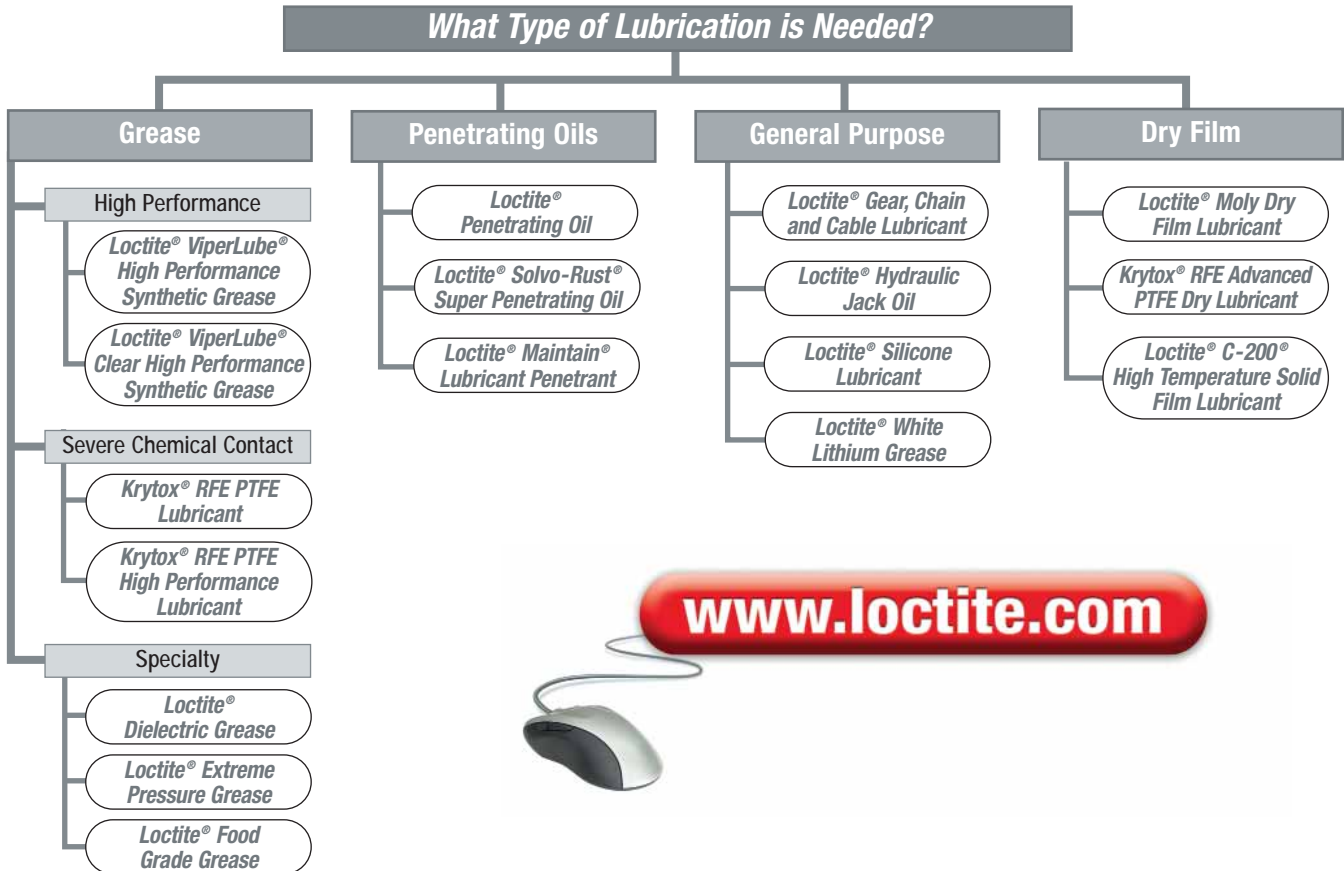 What Type of Lubrication is Needed?
Grease
High Performance
Loctite® ViperLube®
High Performance
Synthetic Grease
Loctite® ViperLube®
Clear High Performance
Synthetic Grease
Severe Chemical Contact
Krytox® RFE PTFE
Lubricant
Krytox® RFE PTFE
High Performance
Lubricant
Specialty
Loctite®
Dielectric Grease
Loctite® Extreme
Pressure Grease
Loctite® Food
Grade Grease
Penetrating Oils
Loctite®
Penetrating Oil
Loctite® Solvo-Rust®
Super Penetrating Oil
Loctite® Maintain®
Lubricant Penetrant
General Purpose
Loctite® Gear, Chain
and Cable Lubricant
Loctite® Hydraulic
Jack Oil
Loctite® Silicone
Lubricant
Loctite® White
Lithium Grease
Dry Film
Loctite® Moly Dry
Film Lubricant
Krytox® RFE Advanced
PTFE Dry Lubricant
Loctite® C-200®
High Temperature Solid
Film Lubricant
www.loctite.com